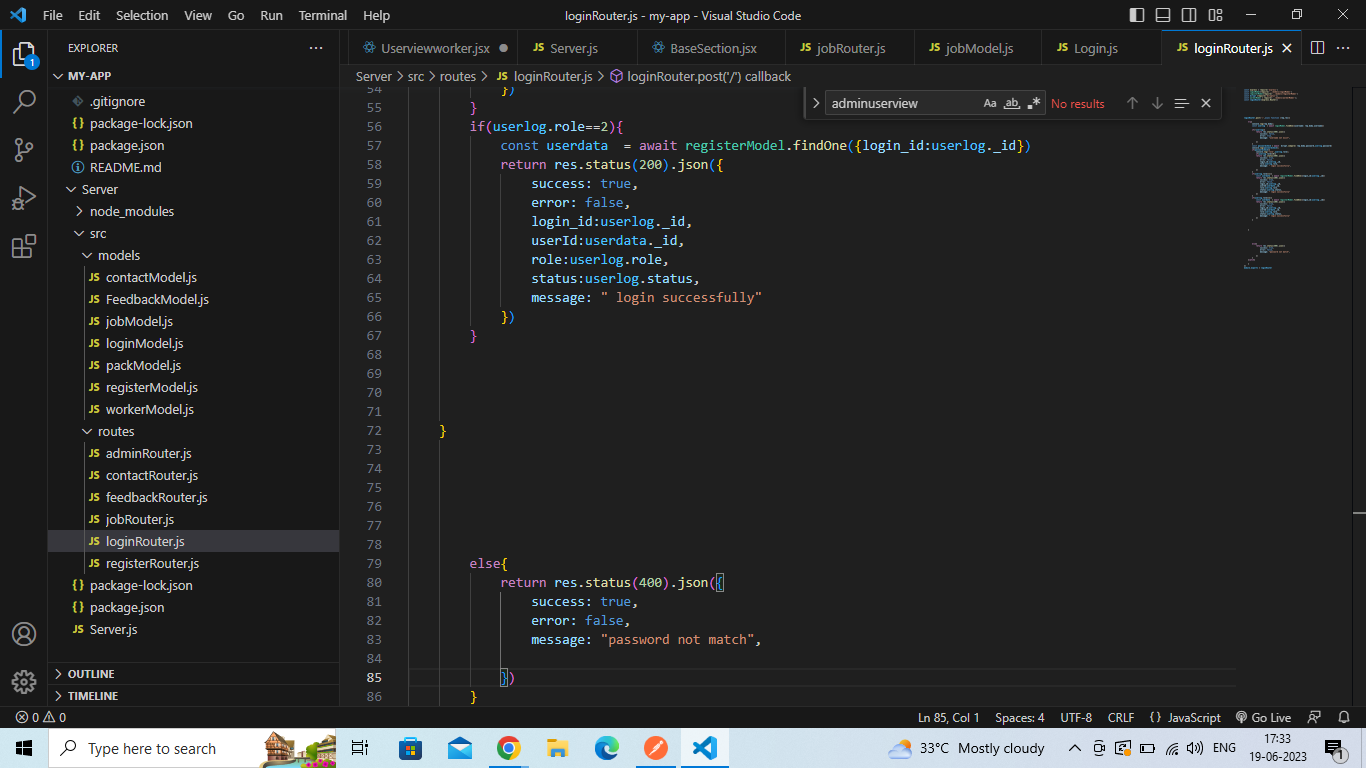 File Edit Selection View Go Run Terminal Help
loginRouter.js - my-app - Visual Studio Code
EXPLORER
Userviewworker.jsx
Server.js
BaseSection.jsx
jobRouter.js
jobModel.js
Login.js
loginRouter.js
Server > src > routes > loginRouter.js > loginRouter.post('/') callback
adminuserview
Aa ab
No results
1
MY-APP
.gitignore
package-lock.json
package.json
README.md
Server
node_modules
src
models
contactModel.js
FeedbackModel.js
jobModel.js
loginModel.js
packModel.js
registerModel.js
workerModel.js
routes
adminRouter.js
contactRouter.js
feedbackRouter.js
jobRouter.js
loginRouter.js
registerRouter.js
package-lock.json
package.json
Server.js
OUTLINE
TIMELINE
54 })
55 }
56 if(userlog.role==2){
57 const userdata  = await registerModel.findOne({login_id:userlog._id})
58 return res.status(200).json({
59 success: true,
60 error: false,
61 login_id:userlog._id,
62 userId:userdata._id,
63 role:userlog.role,
64 status:userlog.status,
65 message: " login successfully"
66 })
67 }
68
69
70
71
72 }
73
74
75
76
77
78
79 else{
80 return res.status(400).json({
81 success: true,
82 error: false,
83 message: "password not match",
84
85 })
86 }
0 0
Ln 85, Col 1 Spaces: 4 UTF-8 CRLF {} JavaScript Go Live
Type here to search
33°C Mostly cloudy
ENG
17:33
19-06-2023
1